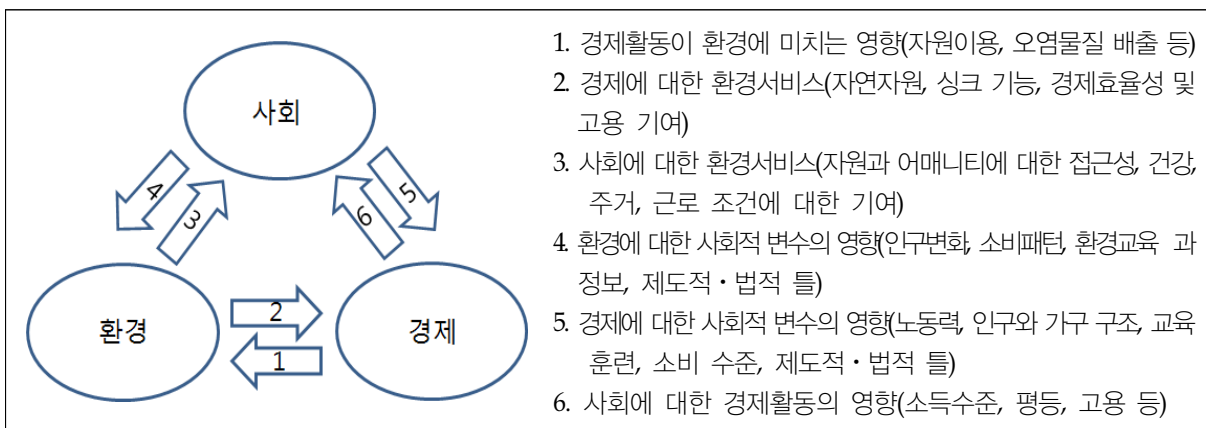 사회
4
3
5
6
환경
2
1
경제
1. 경제활동이 환경에 미치는 영향(자원이용, 오염물질 배출 등)
2. 경제에 대한 환경서비스(자연자원, 싱크 기능, 경제효율성 및
고용 기여)
3. 사회에 대한 환경서비스(자원과 어매니티에 대한 접근성, 건강,
주거, 근로 조건에 대한 기여)
4. 환경에 대한 사회적 변수의 영향(인구변화, 소비패턴, 환경교육 과
정보, 제도적·법적 틀)
5. 경제에 대한 사회적 변수의 영향(노동력, 인구와 가구 구조, 교육
훈련, 소비 수준, 제도적·법적 틀)
6. 사회에 대한 경제활동의 영향(소득수준, 평등, 고용 등)